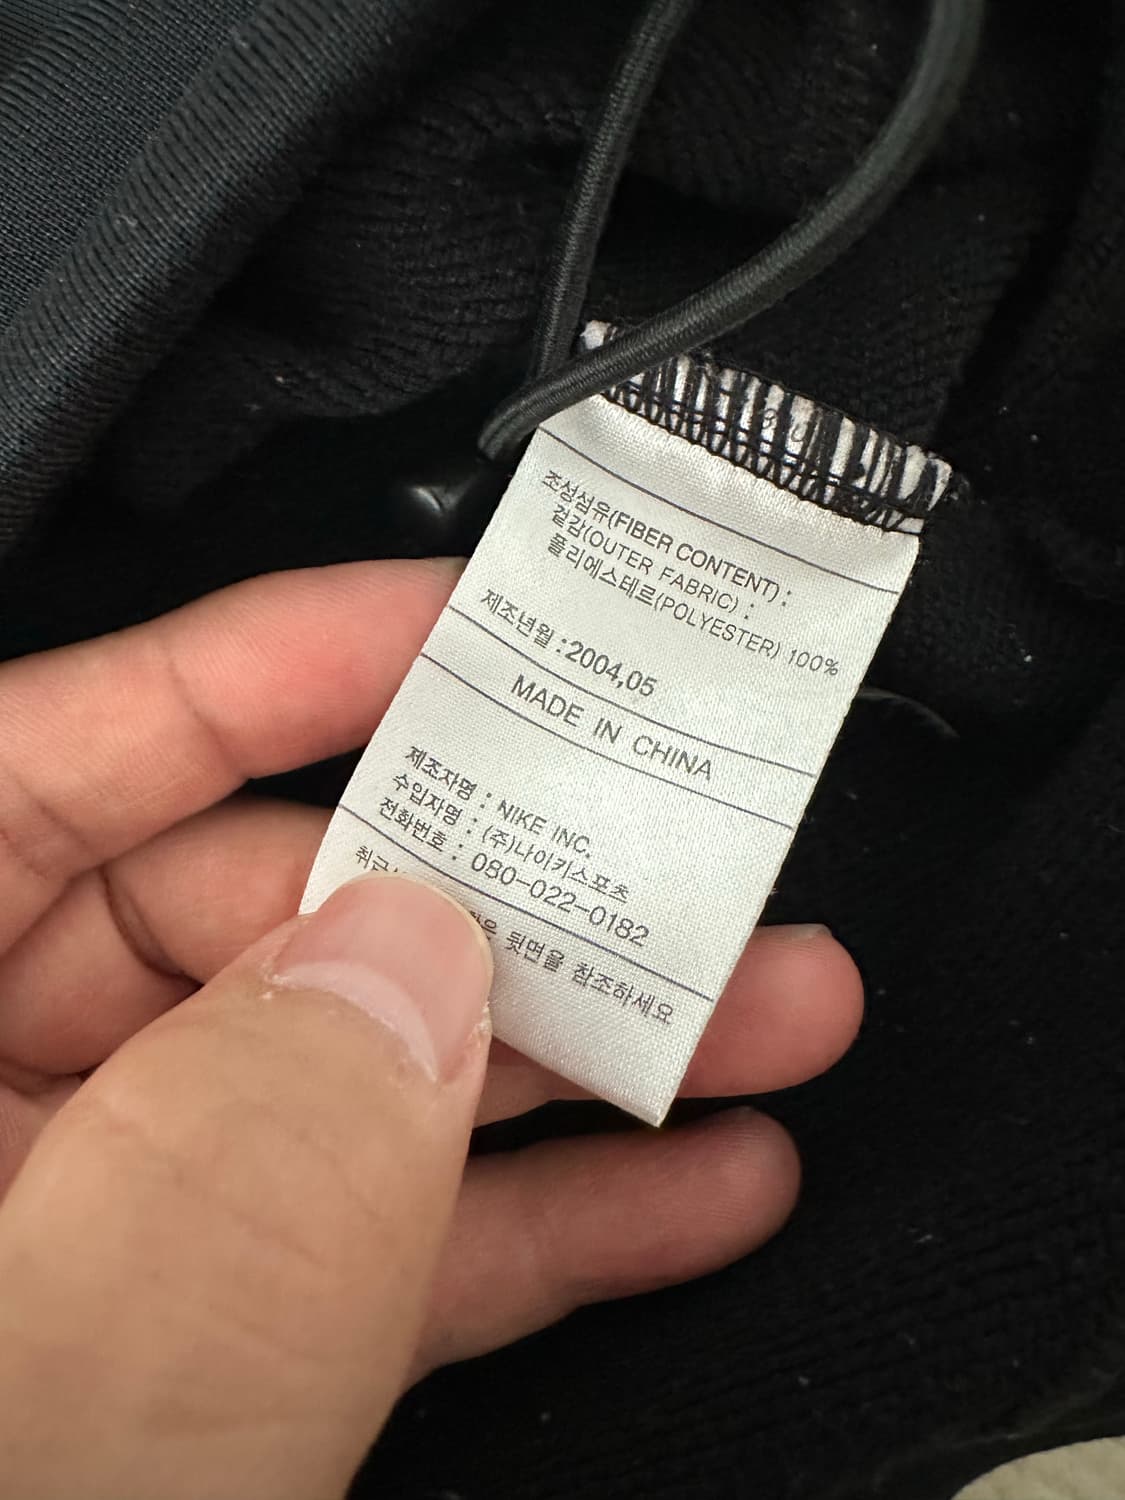 조성섬유(FIBER CONTENT) :
겉감(OUTER FABRIC) :
폴리에스테르(POLYESTER) 100%
제조년월 : 2004,05
MADE IN CHINA
제조자명 : NIKE INC.
수입자명 : (주)나이키스포츠
전화번호 : 080-022-0182
뒷면을 참조하세요